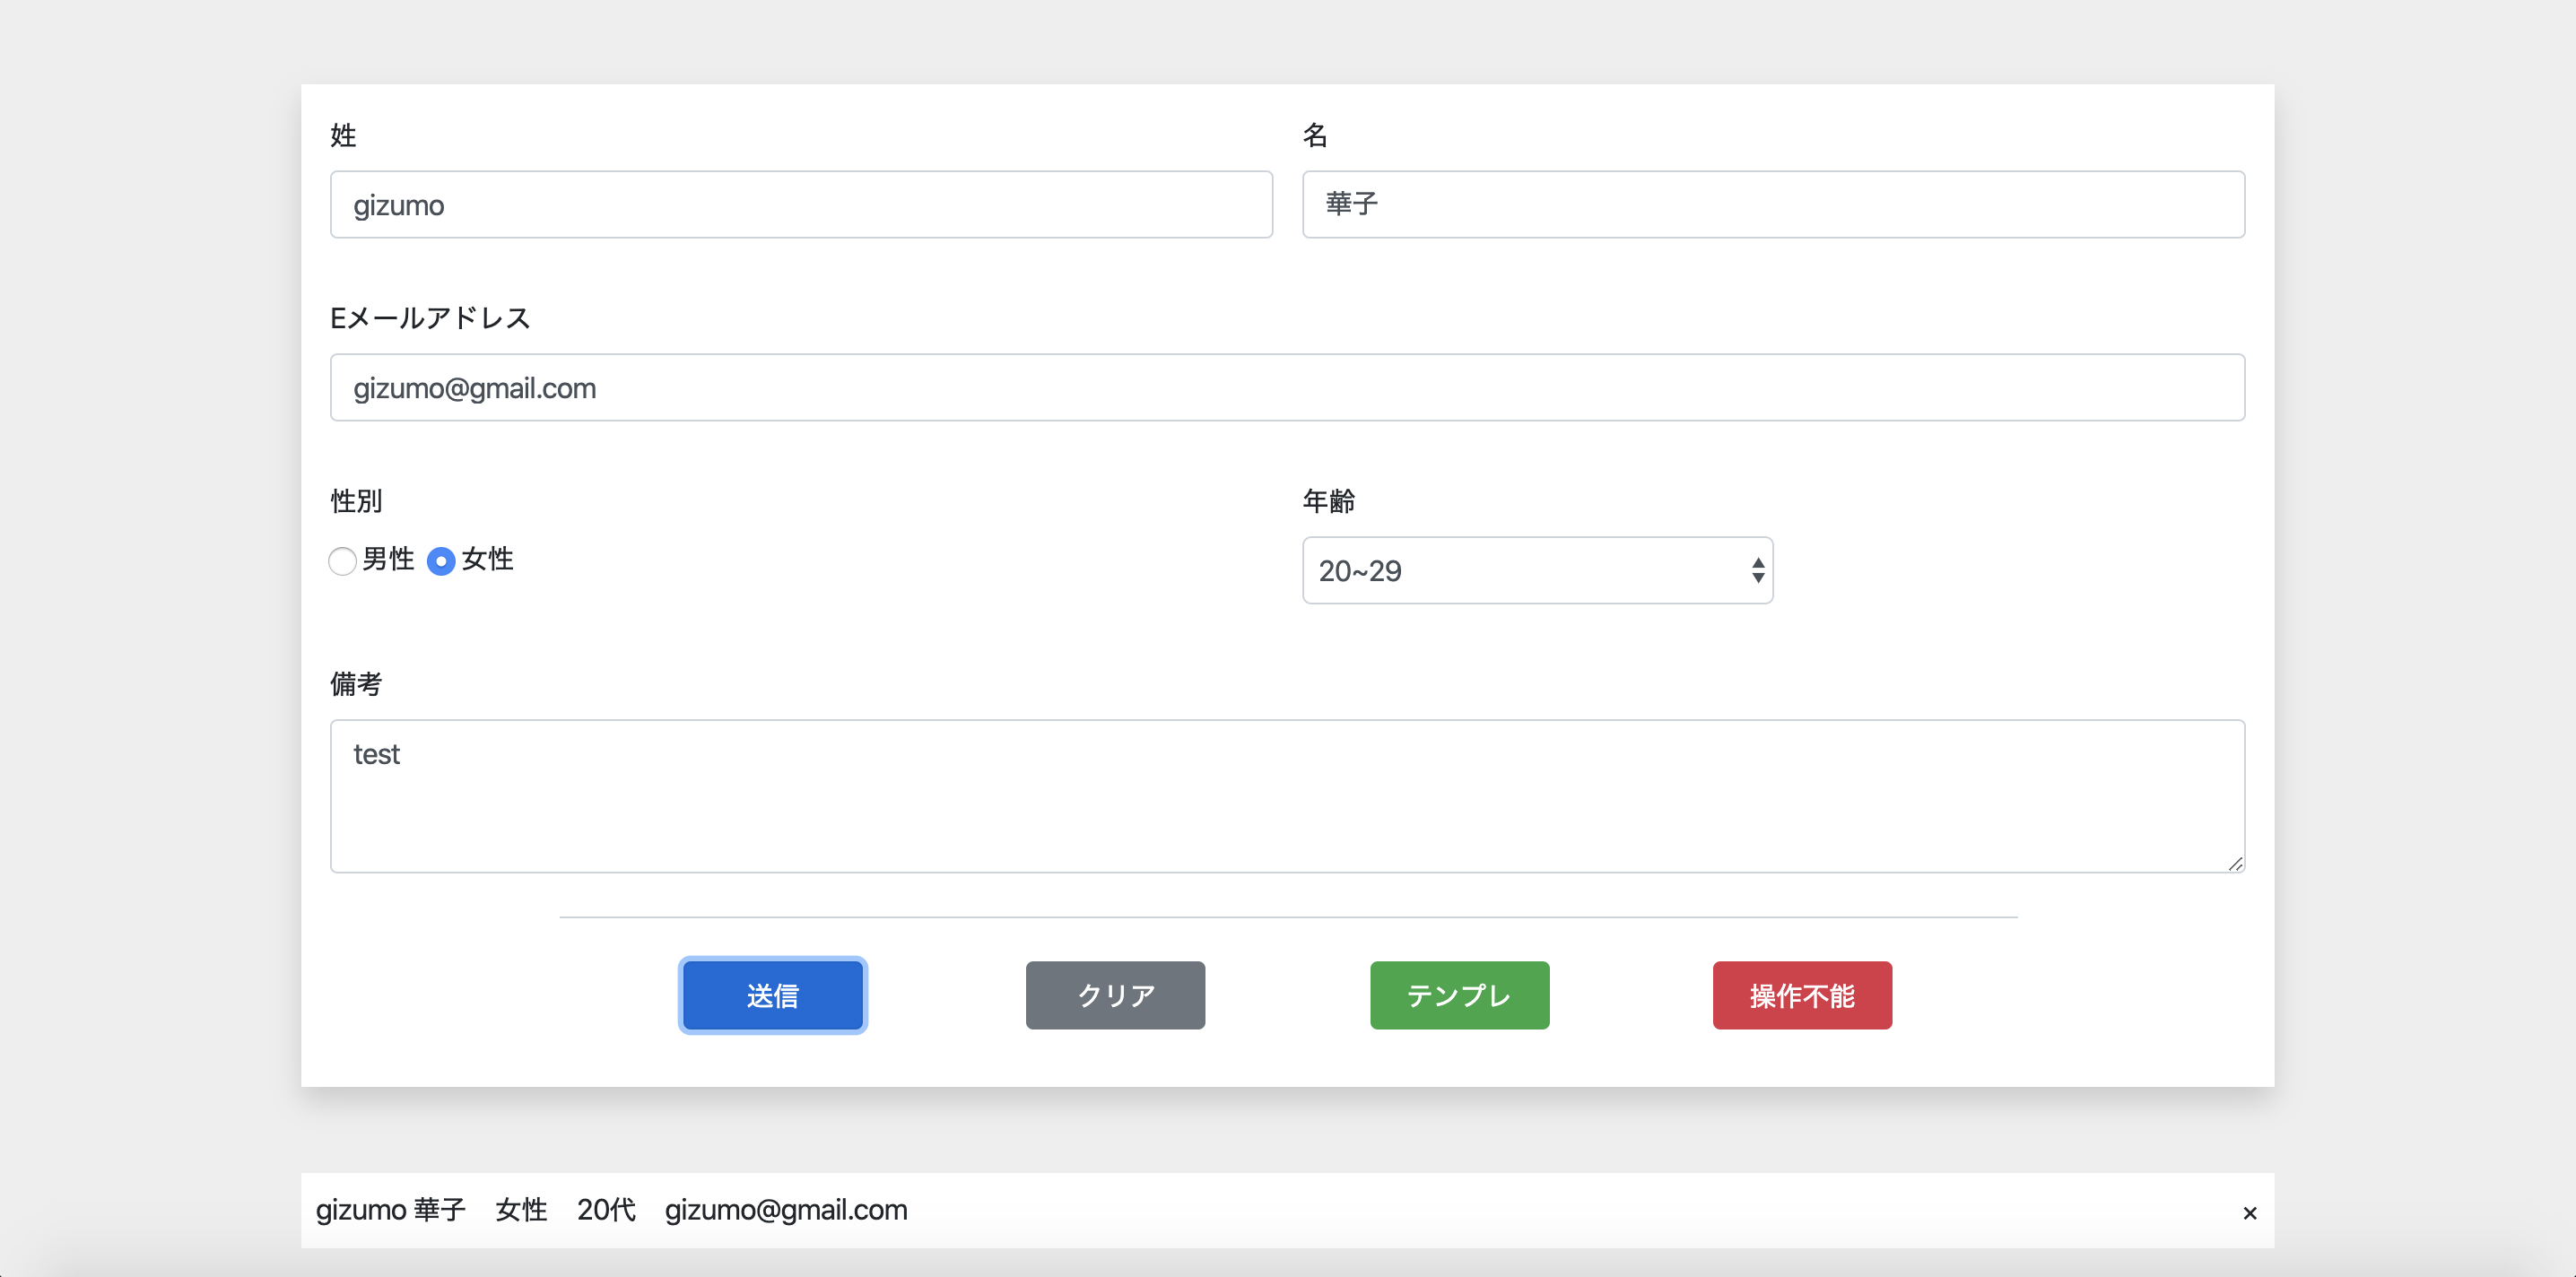 姓 名
gizumo 華子
Eメールアドレス
gizumo@gmail.com
性別 年齢
男性 女性 20~29
備考
test
送信 クリア テンプレ 操作不能
gizumo 華子 女性 20代 gizumo@gmail.com ×